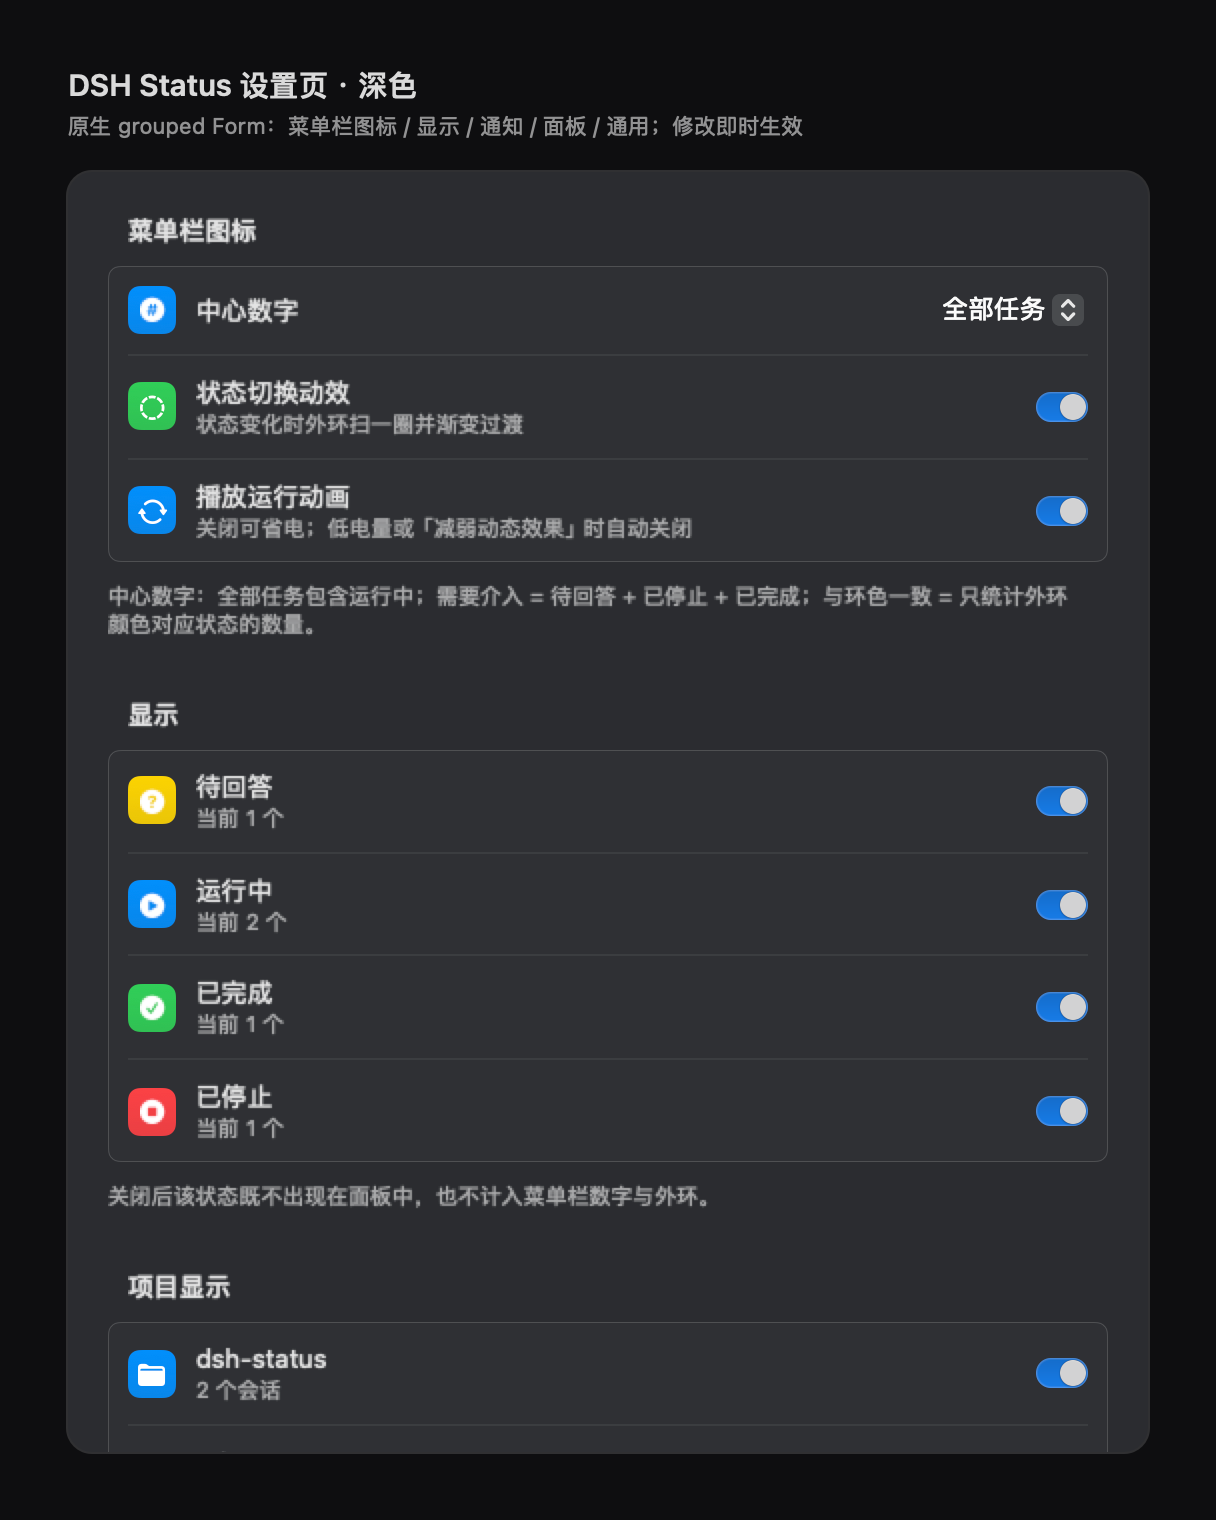 DSH Status 设置页 · 深色
原生 grouped Form：菜单栏图标 / 显示 / 通知 / 面板 / 通用；修改即时生效
菜单栏图标
中心数字
全部任务
状态切换动效
状态变化时外环扫一圈并渐变过渡
播放运行动画
关闭可省电；低电量或「减弱动态效果」时自动关闭
中心数字：全部任务包含运行中；需要介入 = 待回答 + 已停止 + 已完成；与环色一致 = 只统计外环
颜色对应状态的数量。
显示
待回答
当前 1 个
运行中
当前 2 个
已完成
当前 1 个
已停止
当前 1 个
关闭后该状态既不出现在面板中，也不计入菜单栏数字与外环。
项目显示
dsh-status
2 个会话